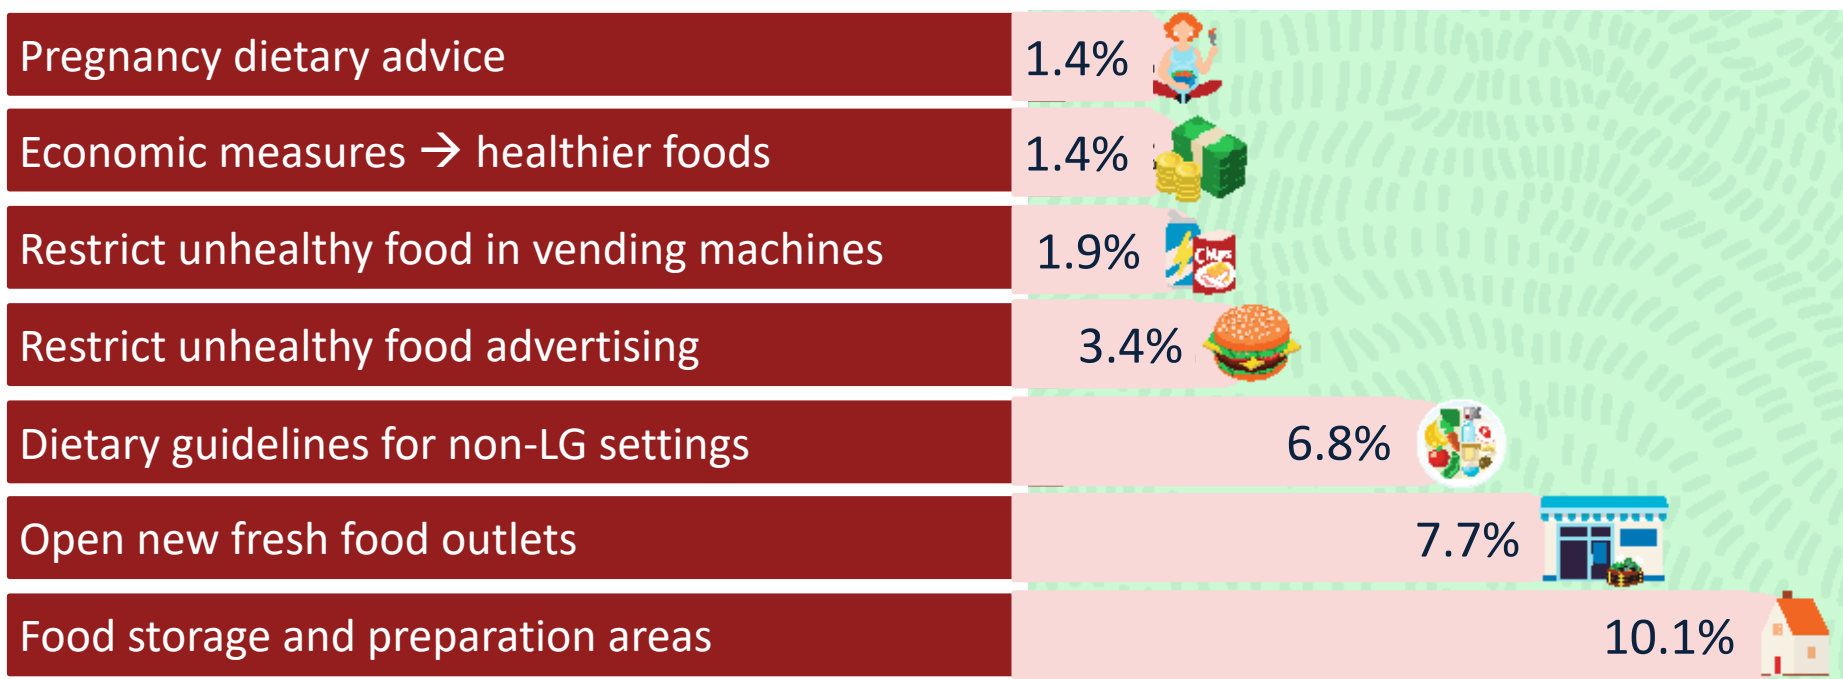 Pregnancy dietary advice 1.4%
Economic measures → healthier foods 1.4%
Restrict unhealthy food in vending machines 1.9%
Chips
Restrict unhealthy food advertising 3.4%
Dietary guidelines for non-LG settings 6.8%
Open new fresh food outlets 7.7%
Food storage and preparation areas 10.1%